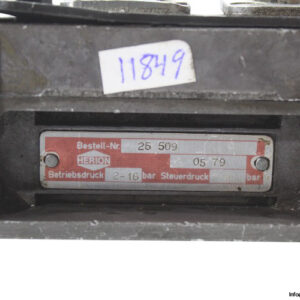 11849
Bestell-Nr. 26 509
HERION 05 79
Betriebsdruck 2-16 bar Steuerdruck bar